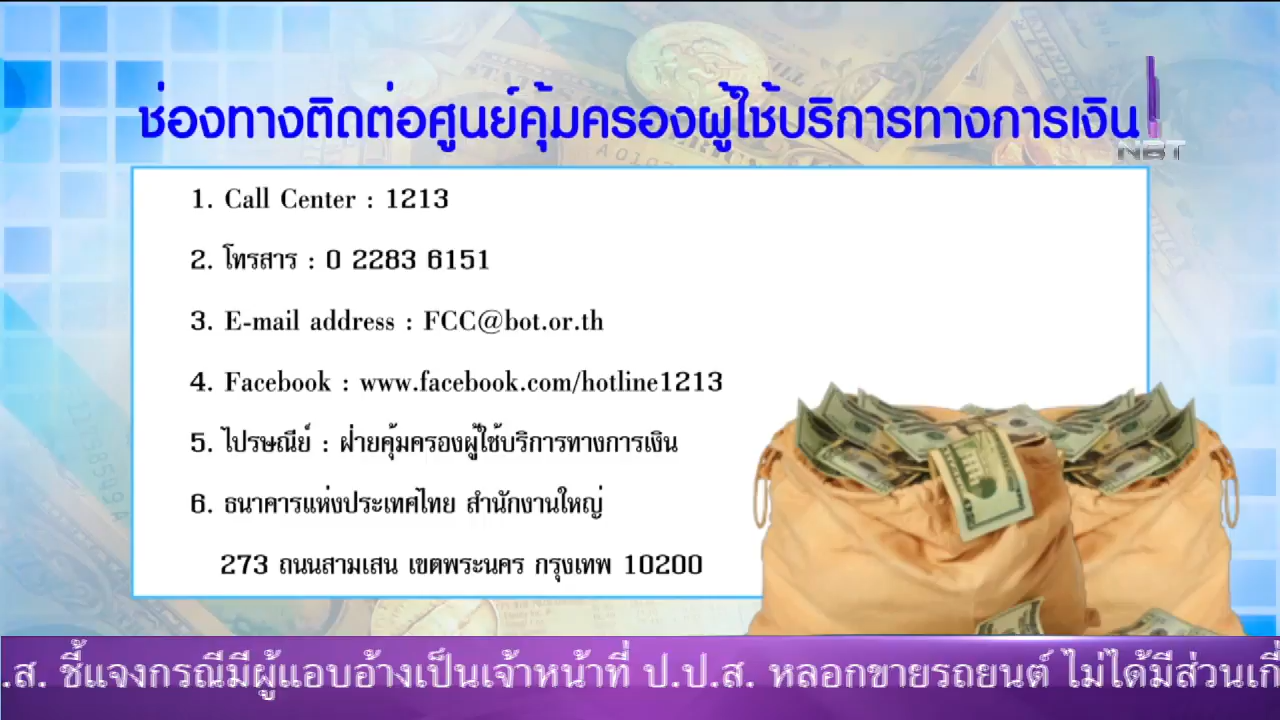 ช่องทางติดต่อศูนย์คุ้มครองผู้ใช้บริการทางการเงิน
NBT
1. Call Center : 1213
2. โทรสาร : 0 2283 6151
3. E-mail address : FCC@bot.or.th
4. Facebook : www.facebook.com/hotline1213
5. ไปรษณีย์ : ฝ่ายคุ้มครองผู้ใช้บริการทางการเงิน
6. ธนาคารแห่งประเทศไทย สำนักงานใหญ่
273 ถนนสามเสน เขตพระนคร กรุงเทพ 10200
.ส. ชี้แจงกรณีมีผู้แอบอ้างเป็นเจ้าหน้าที่ ป.ป.ส. หลอกขายรถยนต์ ไม่ได้มีส่วนเกี่